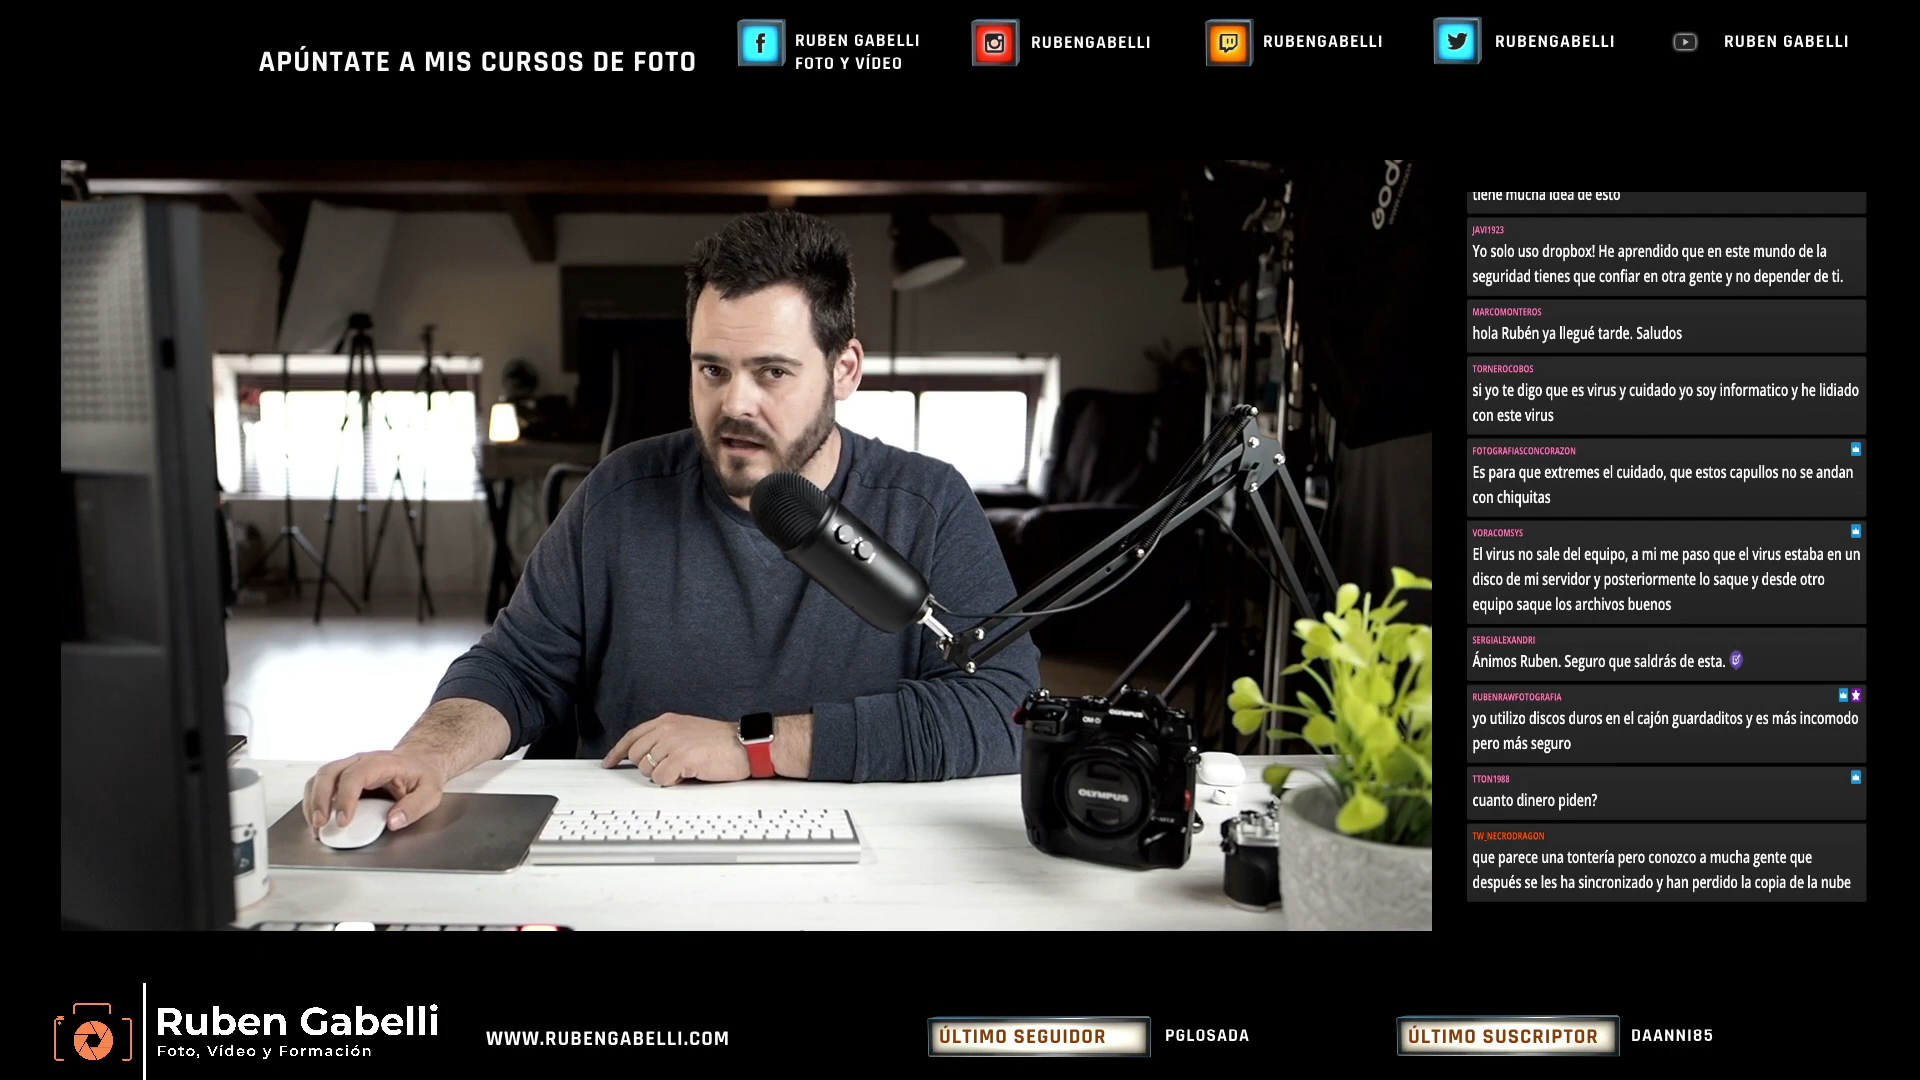 APÚNTATE A MIS CURSOS DE FOTO
RUBEN GABELLI
FOTO Y VÍDEO
RUBENGABELLI
RUBENGABELLI
RUBENGABELLI
RUBEN GABELLI
tiene mucha idea de esto
JAVI1923
Yo solo uso dropbox! He aprendido que en este mundo de la
seguridad tienes que confiar en otra gente y no depender de ti.
MARCOMONTEROS
hola Rubén ya llegué tarde. Saludos
TORNEROCOBOS
si yo te digo que es virus y cuidado yo soy informatico y he lidiado
con este virus
FOTOGRAFIASCONCORAZON
Es para que extremes el cuidado, que estos capullos no se andan
con chiquitas
VORACOMSYS
El virus no sale del equipo, a mi me paso que el virus estaba en un
disco de mi servidor y posteriormente lo saque y desde otro
equipo saque los archivos buenos
SERGIALEXANDRI
Ánimos Ruben. Seguro que saldrás de esta.
RUBENRAWFOTOGRAFIA
yo utilizo discos duros en el cajón guardaditos y es más incomodo
pero más seguro
TTON1988
cuanto dinero piden?
TW_NECRODRAGON
que parece una tontería pero conozco a mucha gente que
después se les ha sincronizado y han perdido la copia de la nube
OM-D
OLYMPUS
OLYMPUS
Ruben Gabelli
Foto, Vídeo y Formación
WWW.RUBENGABELLI.COM
ÚLTIMO SEGUIDOR
PGLOSADA
ÚLTIMO SUSCRIPTOR
DAANNI85